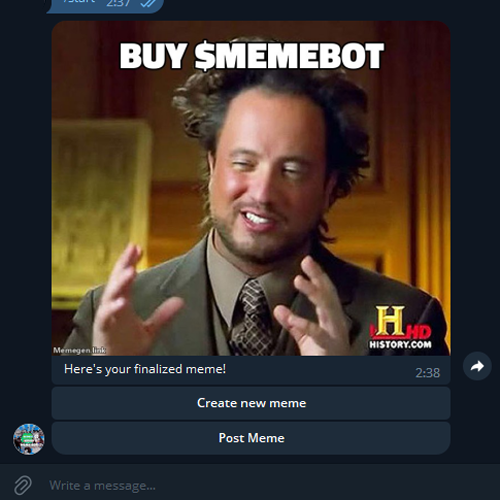 /start 2:37
BUY $MEMEBOT
H HD
HISTORY.COM
Memegen.link
Here's your finalized meme!
2:38
Create new meme
Post Meme
Write a message...